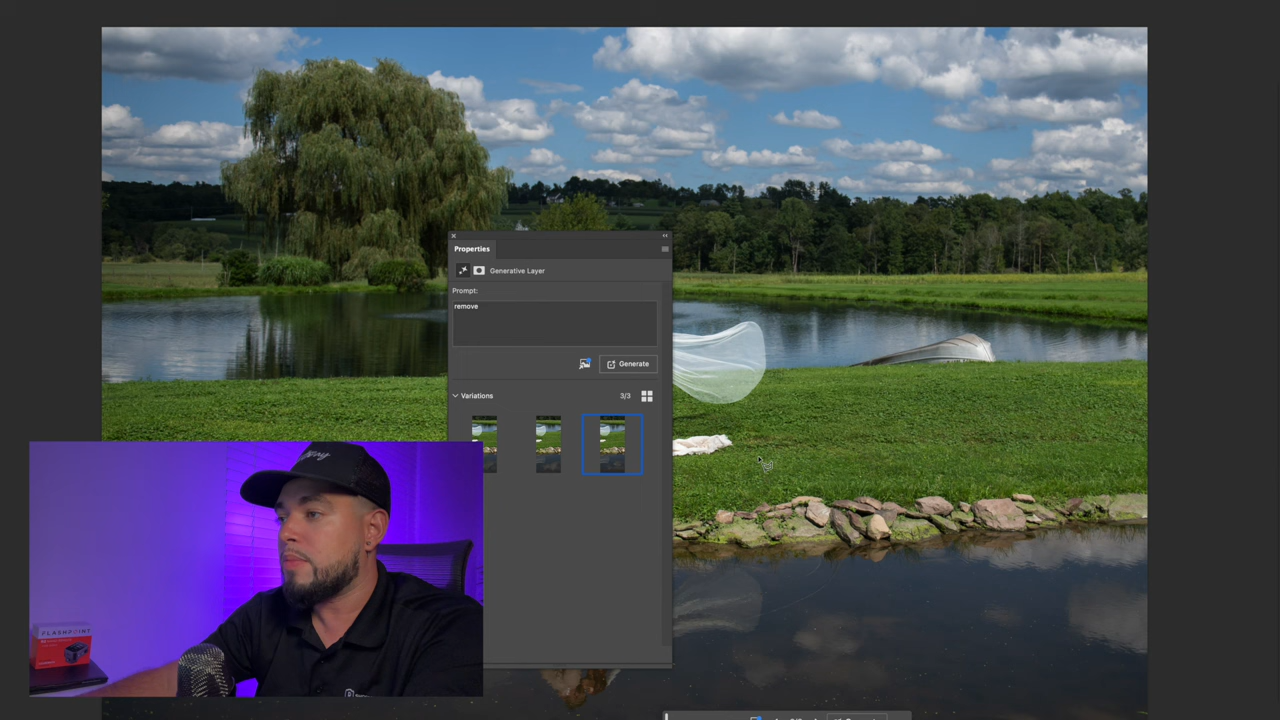 Properties
Generative Layer
Prompt:
remove
Generate
Variations
3/3
FLASHPOINT